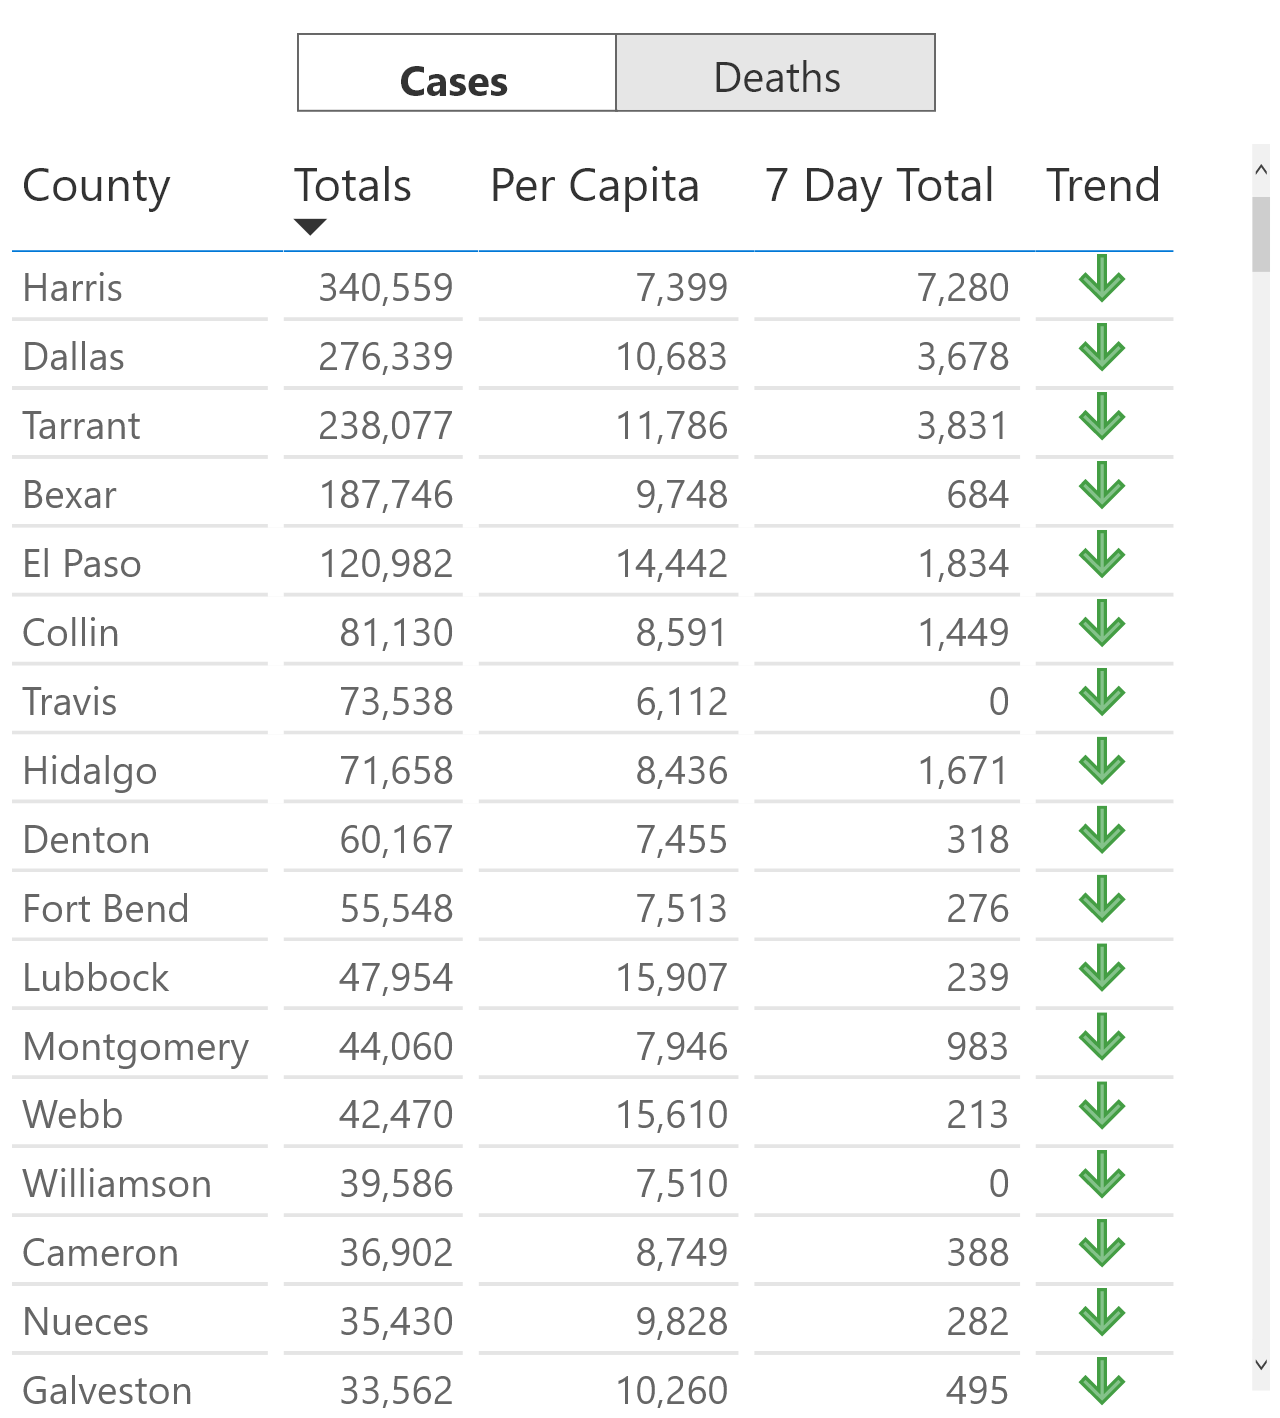 Cases Deaths
County Totals Per Capita 7 Day Total Trend
Harris 340,559 7,399 7,280
Dallas 276,339 10,683 3,678
Tarrant 238,077 11,786 3,831
Bexar 187,746 9,748 684
El Paso 120,982 14,442 1,834
Collin 81,130 8,591 1,449
Travis 73,538 6,112 0
Hidalgo 71,658 8,436 1,671
Denton 60,167 7,455 318
Fort Bend 55,548 7,513 276
Lubbock 47,954 15,907 239
Montgomery 44,060 7,946 983
Webb 42,470 15,610 213
Williamson 39,586 7,510 0
Cameron 36,902 8,749 388
Nueces 35,430 9,828 282
Galveston 33,562 10,260 495